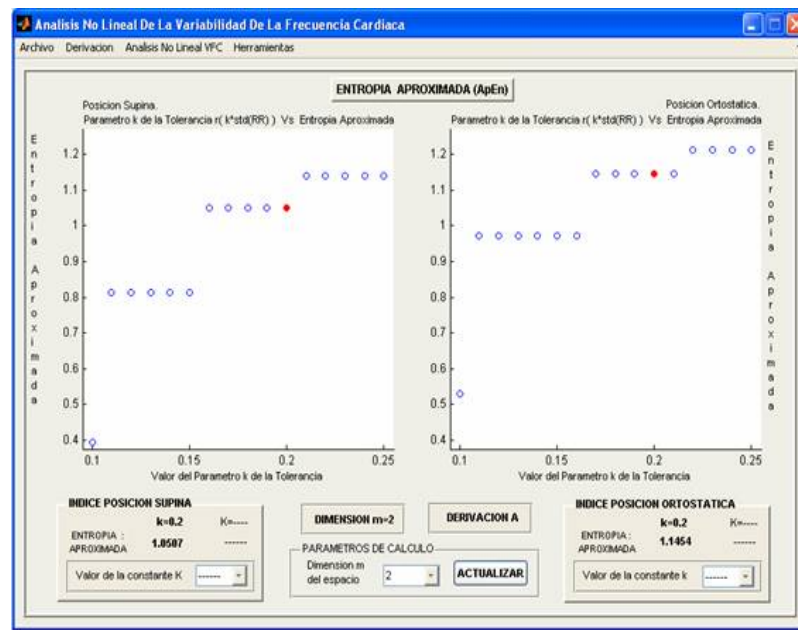 Analisis No Lineal De La Variabilidad De La Frecuencia Cardiaca
Archivo Derivacion Analisis No Lineal VFC Herramientas
ENTROPIA APROXIMADA (ApEn)
Posicion Supina.
Parametro k de la Tolerancia r( k*std(RR) ) Vs Entropia Aproximada
Entropia Aproximada
1.2
1.1
1
0.9
0.8
0.7
0.6
0.5
0.4
0.1 0.15 0.2 0.25
Valor del Parametro k de la Tolerancia
Posicion Ortostatica.
Parametro k de la Tolerancia r( k*std(RR) ) Vs Entropia Aproximada
1.2
1.1
1
0.9
0.8
0.7
0.6
0.5
0.4
Entropia Aproximada
0.1 0.15 0.2 0.25
Valor del Parametro k de la Tolerancia
INDICE POSICION SUPINA
k=0.2 K=----
ENTROPIA :
APROXIMADA 1.0507 ------
Valor de la constante K ------
DIMENSION m=2
DERIVACION A
PARAMETROS DE CALCULO
Dimension m
del espacio 2 ACTUALIZAR
INDICE POSICION ORTOSTATICA
k=0.2 K=----
ENTROPIA :
APROXIMADA 1.1454 ------
Valor de la constante k ------